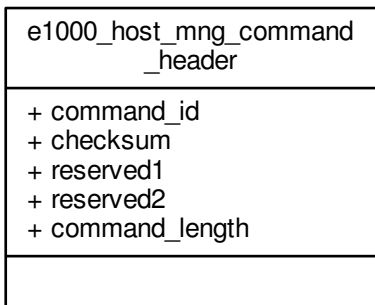 e1000_host_mng_command
_header
+ command_id
+ checksum
+ reserved1
+ reserved2
+ command_length